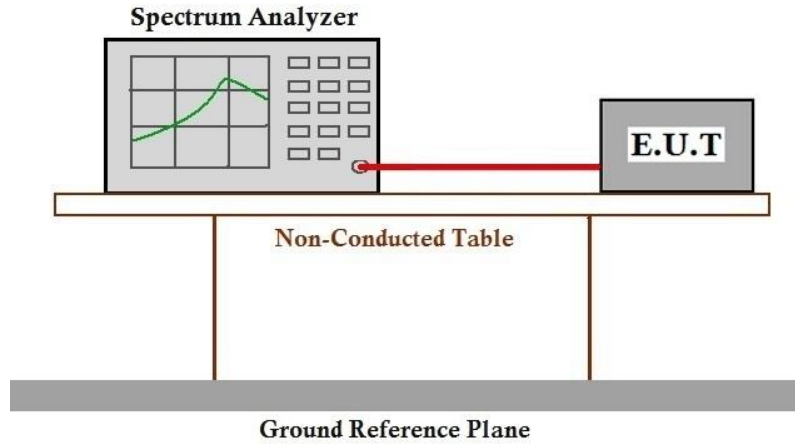 Spectrum Analyzer
E.U.T
Non-Conducted Table
Ground Reference Plane